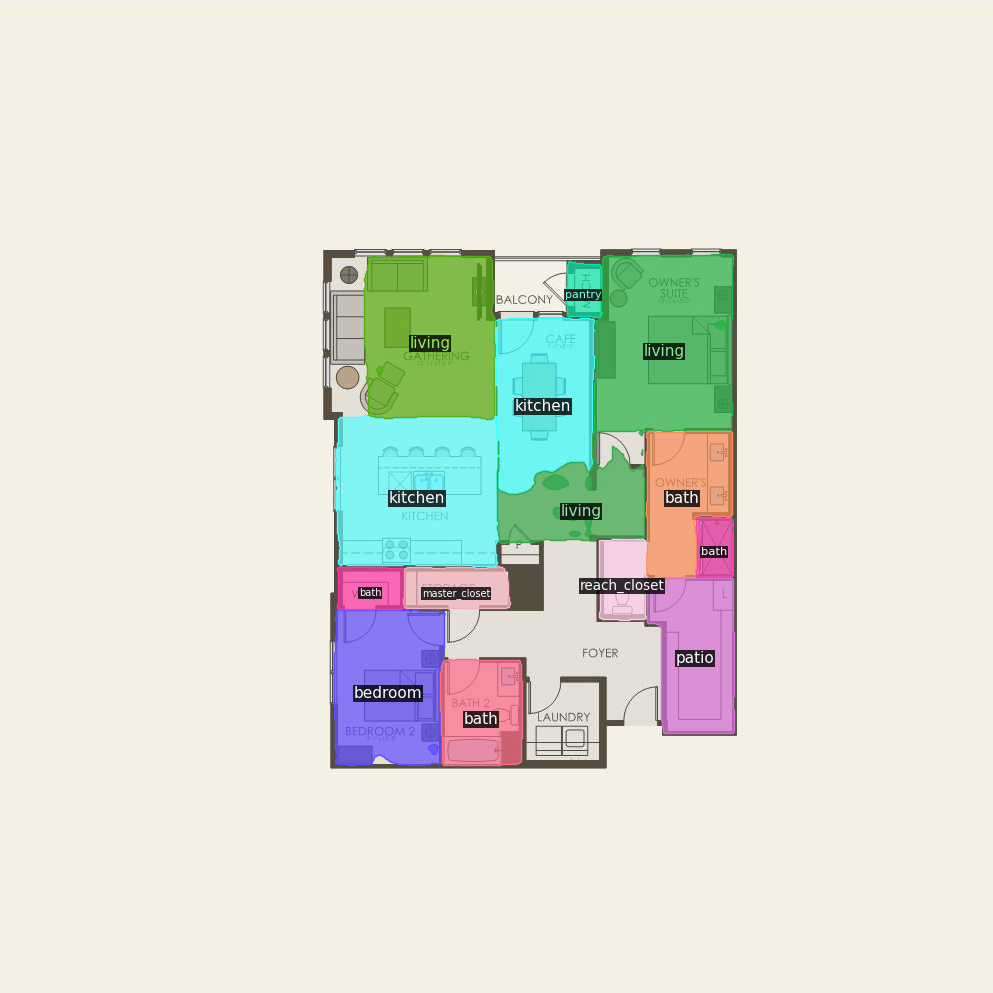 OWNER'S
SUITE
MECH.
pantry
BALCONY
CAFE
living
GATHERING
living
kitchen
OWNER'S
kitchen
bath
living
KITCHEN
P
bath
reach_closet
STORAGE
bath
master_closet
L
FOYER
patio
bedroom
BATH 2
LAUNDRY
bath
BEDROOM 2